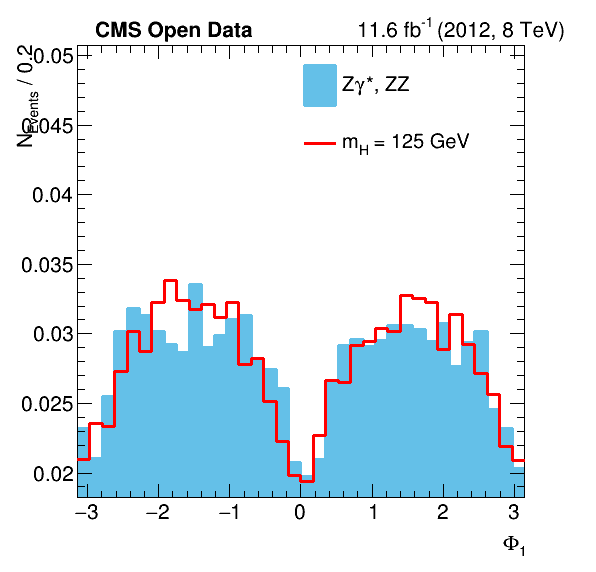 CMS Open Data 11.6 fb⁻¹ (2012, 8 TeV)
N_Events / 0.2
0.05
0.045
0.04
0.035
0.03
0.025
0.02
Zγ*, ZZ
m_H = 125 GeV
−3 −2 −1 0 1 2 3
Φ₁